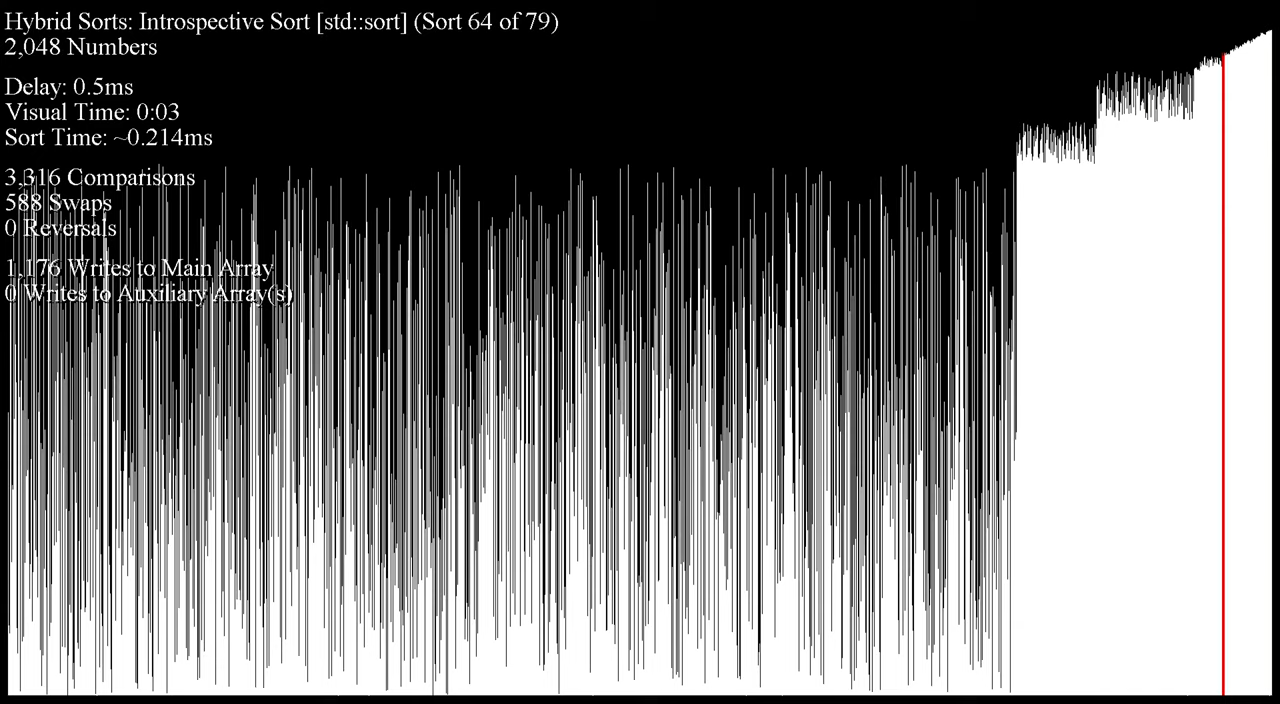 Hybrid Sorts: Introspective Sort [std::sort] (Sort 64 of 79)
2,048 Numbers
Delay: 0.5ms
Visual Time: 0:03
Sort Time: ~0.214ms
3,316 Comparisons
588 Swaps
0 Reversals
1,176 Writes to Main Array
0 Writes to Auxiliary Array(s)